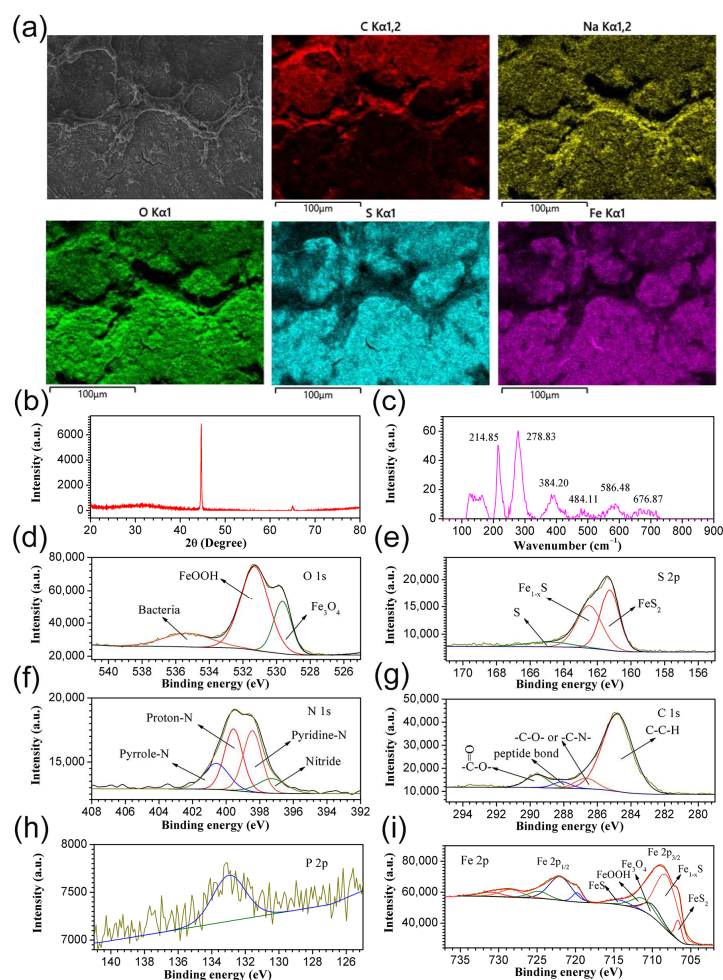 (a)
C Kα1,2
Na Kα1,2
100μm
100μm
O Kα1
S Kα1
Fe Kα1
100μm
100μm
100μm
(b)
Intensity (a.u.)
6000
4000
2000
0
20 30 40 50 60 70 80
2θ (Degree)
(c)
Intensity (a.u.)
60
40
20
0
214.85
278.83
384.20
484.11
586.48
676.87
100 200 300 400 500 600 700 800 900
Wavenumber (cm⁻¹)
(d)
Intensity (a.u.)
80,000
60,000
40,000
20,000
O 1s
FeOOH
Bacteria
Fe₃O₄
540 538 536 534 532 530 528 526
Binding energy (eV)
(e)
Intensity (a.u.)
20,000
15,000
10,000
S 2p
Fe₁₋ₓS
S
FeS₂
170 168 166 164 162 160 158 156
Binding energy (eV)
(f)
Intensity (a.u.)
20,000
15,000
N 1s
Proton-N
Pyrrole-N
Pyridine-N
Nitride
408 406 404 402 400 398 396 394 392
Binding energy (eV)
(g)
Intensity (a.u.)
50,000
40,000
30,000
20,000
10,000
0
C 1s
C-C-H
-C-O- or -C-N-
peptide bond
O
-C-O-
294 292 290 288 286 284 282 280
Binding energy (eV)
(h)
Intensity (a.u.)
8000
7500
7000
P 2p
140 138 136 134 132 130 128 126
Binding energy (eV)
(i)
Intensity (a.u.)
80,000
60,000
40,000
Fe 2p
Fe 2p₁/₂
Fe 2p₃/₂
Fe₃O₄
FeOOH
FeS
Fe₁₋ₓS
FeS₂
735 730 725 720 715 710 705
Binding energy (eV)